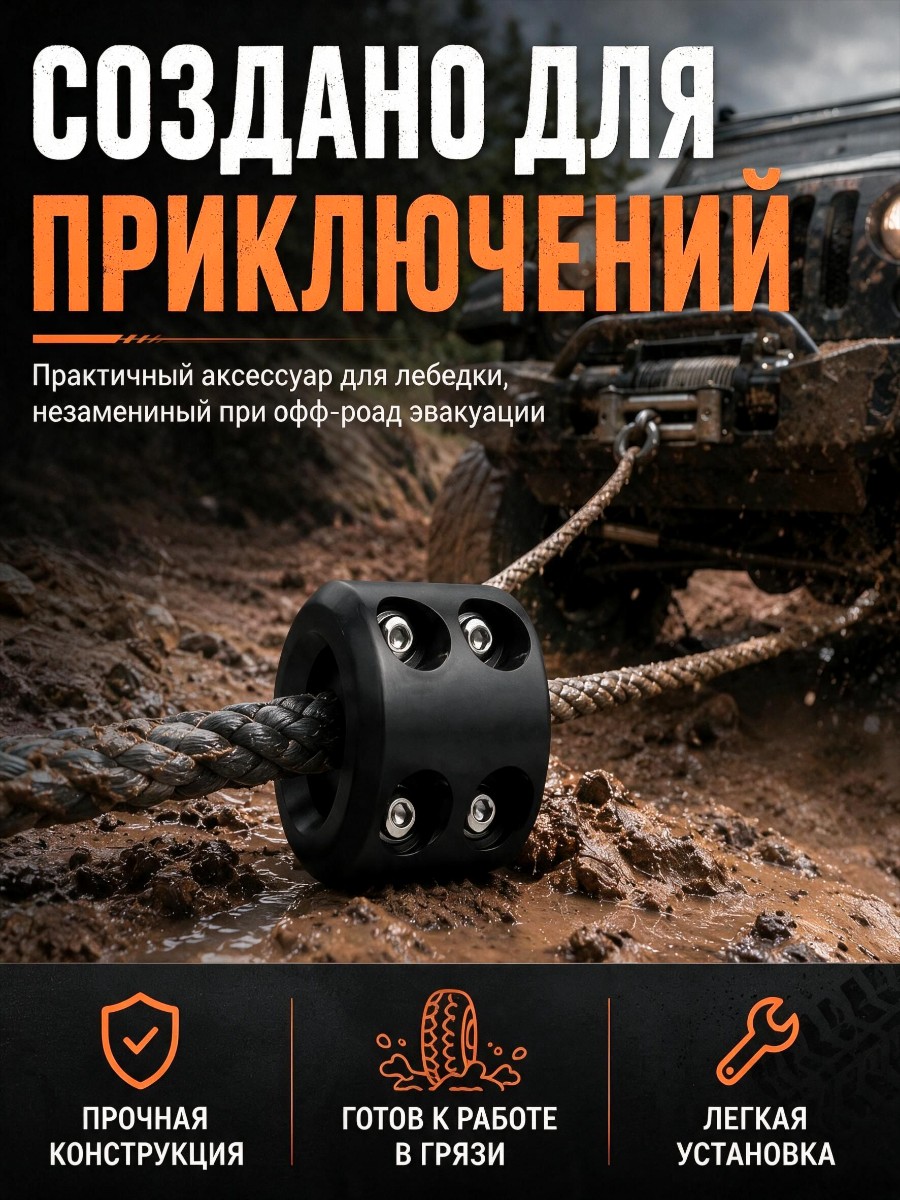 СОЗДАНО ДЛЯ
ПРИКЛЮЧЕНИЙ
Практичный аксессуар для лебедки,
незамениный при офф-роад эвакуации
ПРОЧНАЯ
КОНСТРУКЦИЯ
ГОТОВ К РАБОТЕ
В ГРЯЗИ
ЛЕГКАЯ
УСТАНОВКА